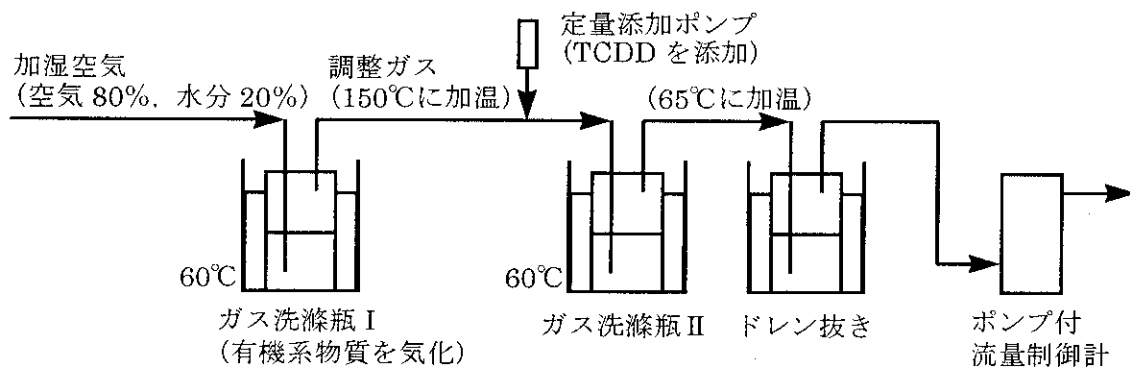 定量添加ポンプ
(TCDD を添加)
加湿空気
(空気 80%, 水分 20%)
調整ガス
(150℃に加温)
(65℃に加温)
60℃
60℃
ガス洗滌瓶Ⅰ
(有機系物質を気化)
ガス洗滌瓶Ⅱ
ドレン抜き
ポンプ付
流量制御計